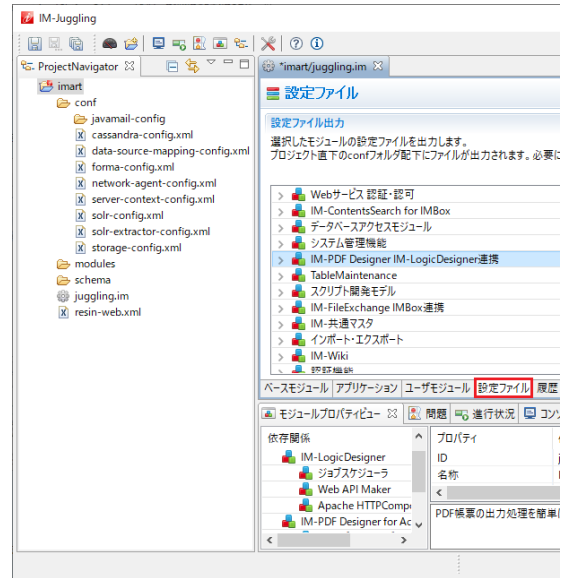 IM-Juggling
ProjectNavigator
imart
conf
javamail-config
cassandra-config.xml
data-source-mapping-config.xml
forma-config.xml
network-agent-config.xml
server-context-config.xml
solr-config.xml
solr-extractor-config.xml
storage-config.xml
modules
schema
juggling.im
resin-web.xml
*imart/juggling.im
設定ファイル
設定ファイル出力
選択したモジュールの設定ファイルを出力します。
プロジェクト直下のconfフォルダ配下にファイルが出力されます。必要に
Webサービス 認証・認可
IM-ContentsSearch for IMBox
データベースアクセスモジュール
システム管理機能
IM-PDF Designer IM-LogicDesigner連携
TableMaintenance
スクリプト開発モデル
IM-FileExchange IMBox連携
IM-共通マスタ
インポート・エクスポート
IM-Wiki
認証機能
ベースモジュール アプリケーション ユーザモジュール 設定ファイル 履歴
モジュールプロパティビュー 問題 進行状況 コンソ
依存関係
IM-LogicDesigner
ジョブスケジューラ
Web API Maker
Apache HTTPCompo
IM-PDF Designer for Ac
プロパティ
ID
名称
PDF帳票の出力処理を簡単